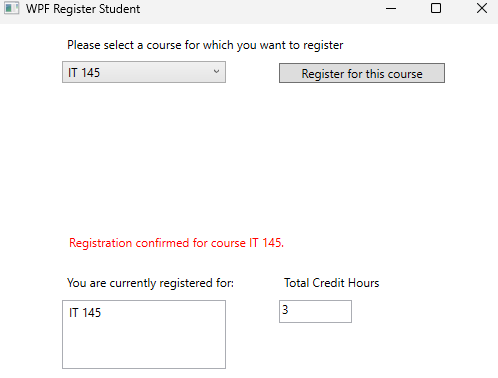 WPF Register Student
Please select a course for which you want to register
IT 145
Register for this course
Registration confirmed for course IT 145.
You are currently registered for:
Total Credit Hours
IT 145
3